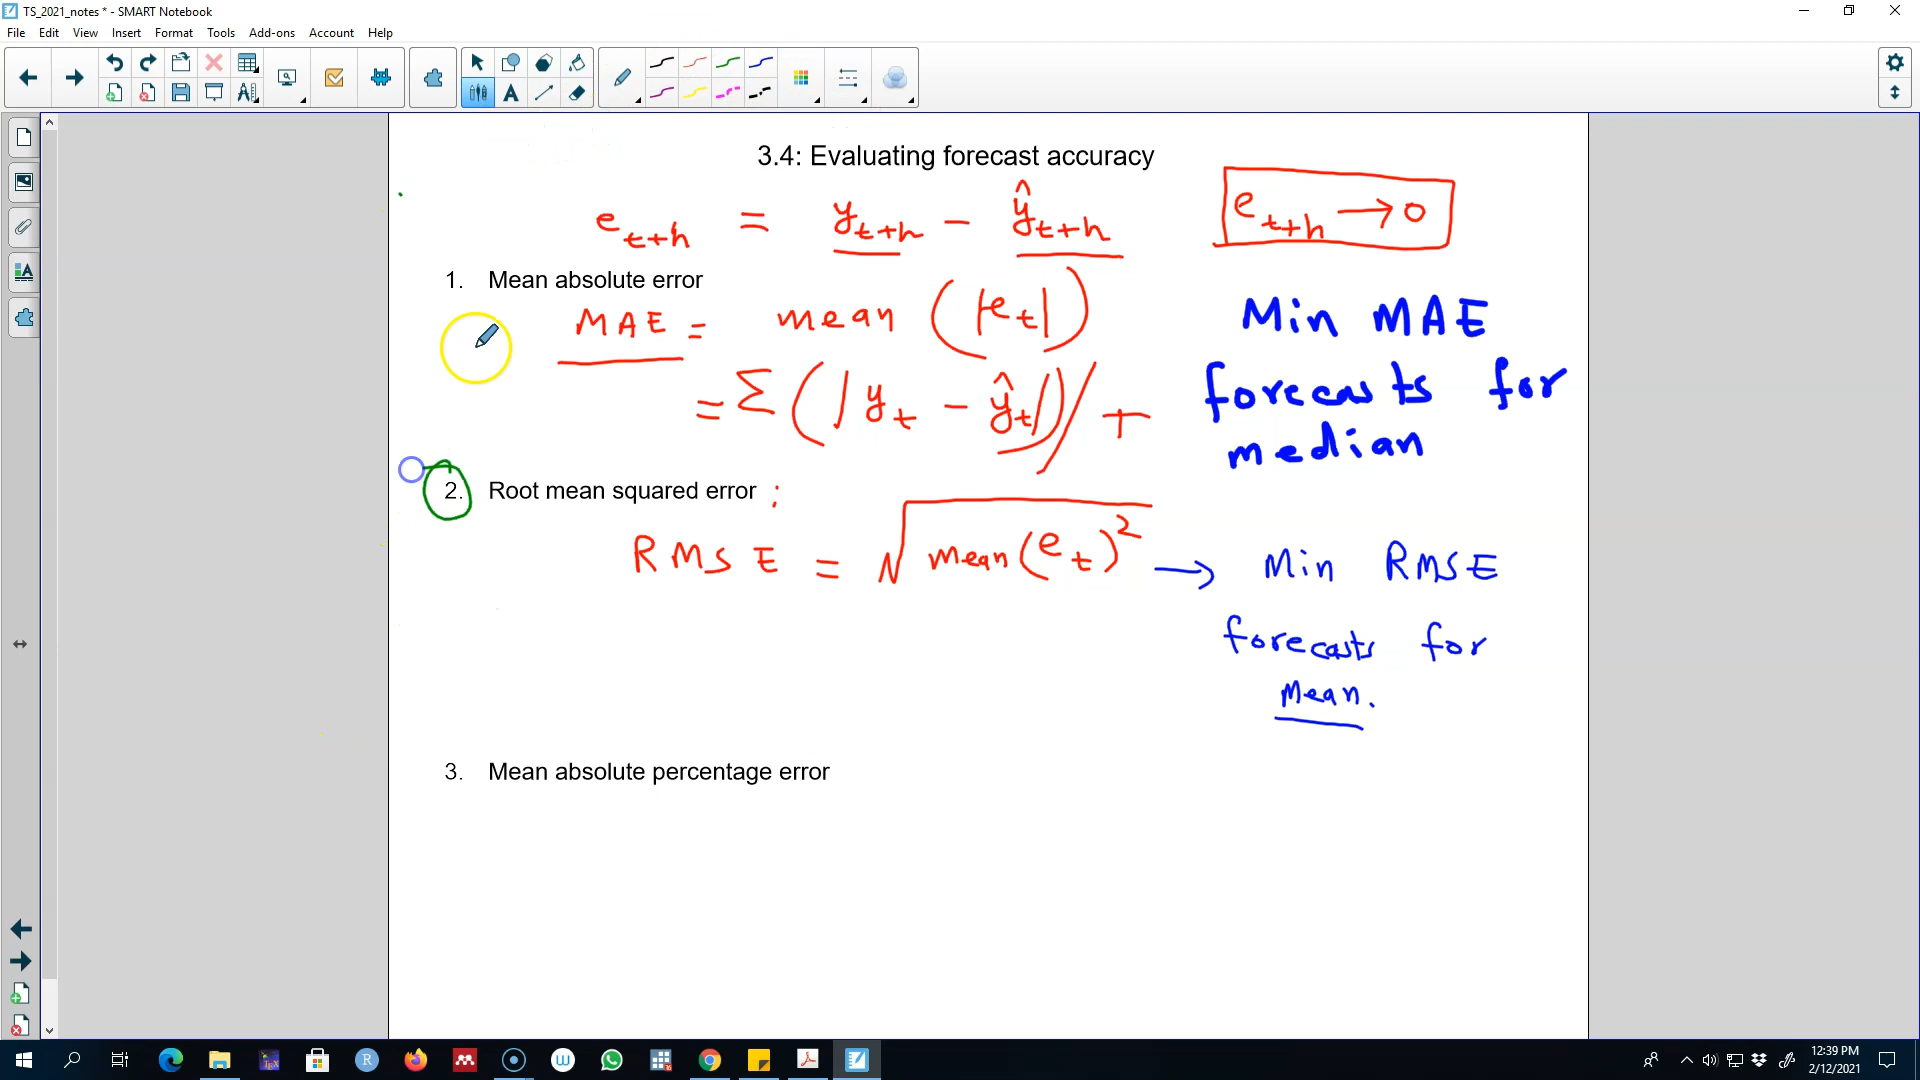 TS_2021_notes * - SMART Notebook
File Edit View Insert Format Tools Add-ons Account Help
3.4: Evaluating forecast accuracy
e_{t+h} = y_{t+h} - ŷ_{t+h}
e_{t+h} → 0
1. Mean absolute error
MAE = mean (|e_t|)
= Σ (|y_t - ŷ_t|) / T
Min MAE
forecasts for
median
2. Root mean squared error :
RMSE = √mean(e_t)²
→ Min RMSE
forecasts for
Mean.
3. Mean absolute percentage error
12:39 PM
2/12/2021